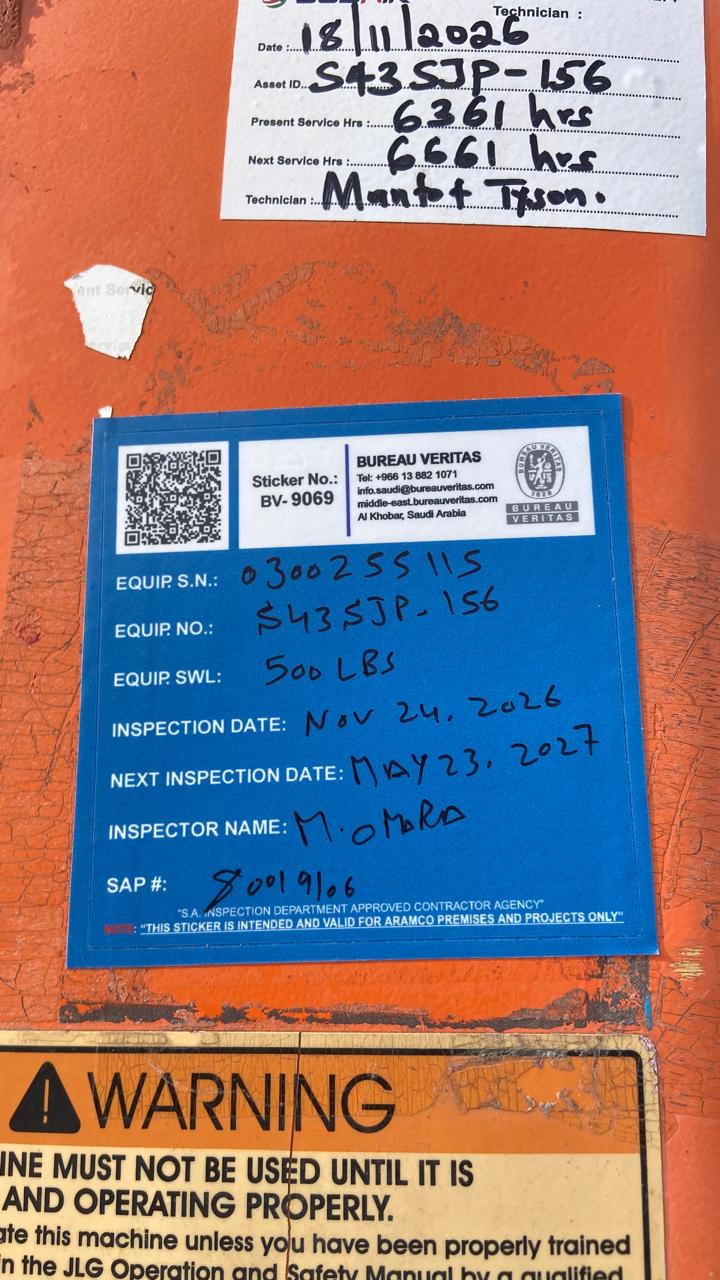 Technician :
Date :. 18/11/2026
Asset ID.. S43SJP-156
Present Service Hrs :.... 6361 hrs
Next Service Hrs :.... 6661 hrs
Technician :.. Tyson.
ent Servic
Sticker No.:
BV- 9069
BUREAU VERITAS
Tel: +966 13 882 1071
info.saudi@bureauveritas.com
middle-east.bureauveritas.com
Al Khobar, Saudi Arabia
BUREAU VERITAS
1828
BUREAU
VERITAS
EQUIP. S.N.: 0300255115
EQUIP. NO.: S43SJP-156
EQUIP. SWL: 500 LBS
INSPECTION DATE: NOV 24, 2026
NEXT INSPECTION DATE: MAY 23, 2027
INSPECTOR NAME: M. OMARA
SAP #: 80019106
"S.A. INSPECTION DEPARTMENT APPROVED CONTRACTOR AGENCY"
NOTE: "THIS STICKER IS INTENDED AND VALID FOR ARAMCO PREMISES AND PROJECTS ONLY"
WARNING
INE MUST NOT BE USED UNTIL IT IS
AND OPERATING PROPERLY.
ate this machine unless you have been properly trained
in the JLG Operation and Safety Manual by a qualified